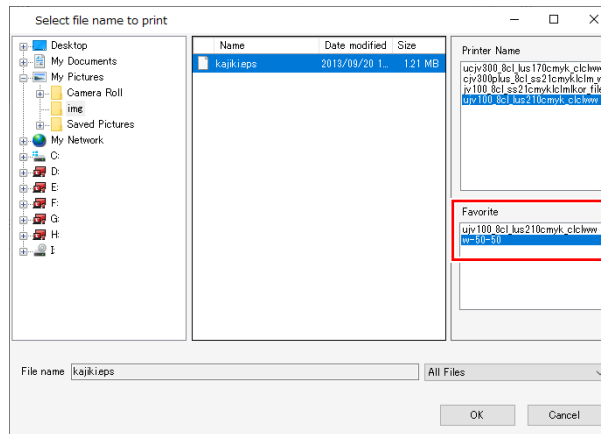 Select file name to print
Desktop
My Documents
My Pictures
Camera Roll
img
Saved Pictures
My Network
C:
D:
E:
F:
G:
H:
I:
Name Date modified Size
kajiki.eps 2013/09/20 1... 1.21 MB
Printer Name
ucjv300_8cl_lus170cmyk_clclww
cjv300plus_8cl_ss21cmyklclm_w
jv100_8cl_ss21cmyklclmlkor_file
ujv100_8cl_lus210cmyk_clclww
Favorite
ujv100_8cl_lus210cmyk_clclww
w-50-50
File name kajiki.eps All Files
OK Cancel